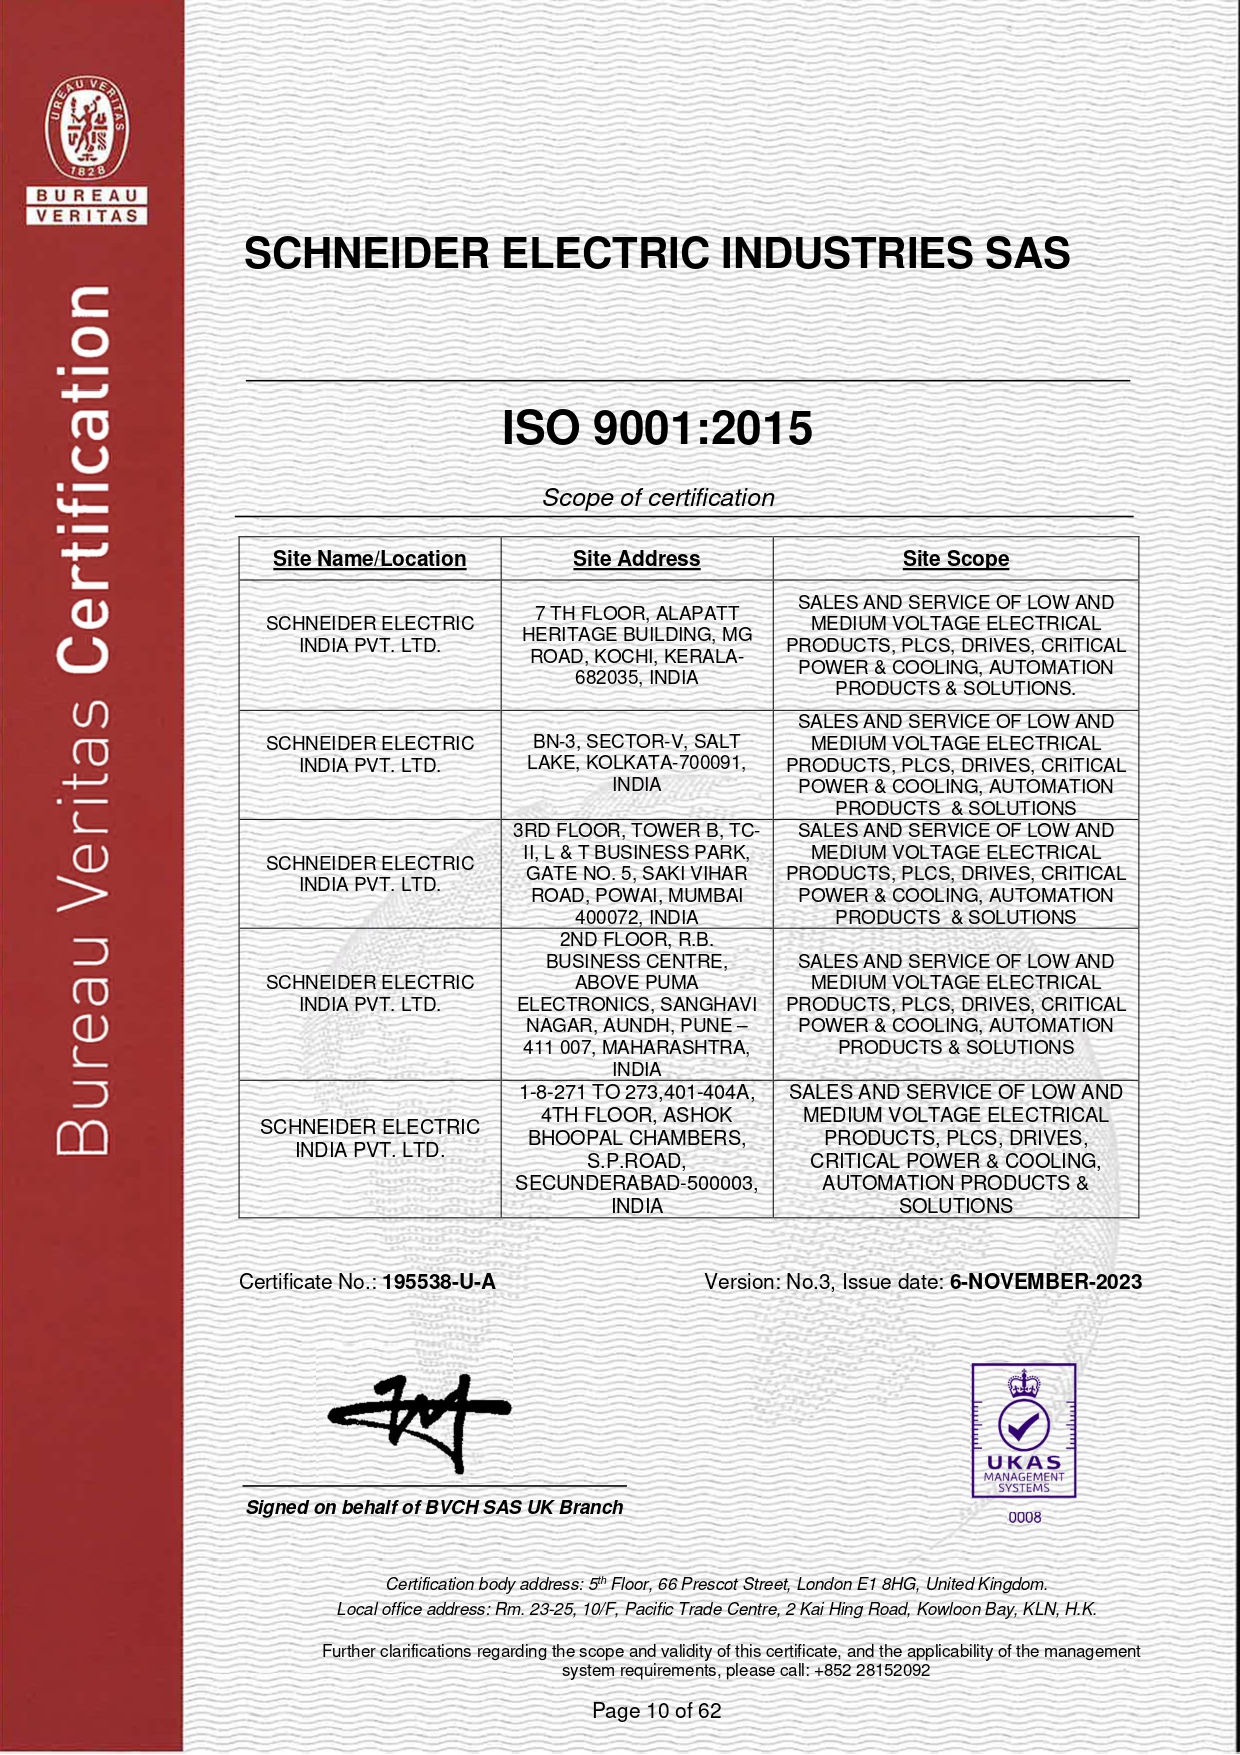 BUREAU VERITAS
1828
BUREAU
VERITAS
Bureau Veritas Certification
SCHNEIDER ELECTRIC INDUSTRIES SAS
ISO 9001:2015
Scope of certification
Site Name/Location
Site Address
Site Scope
SCHNEIDER ELECTRIC
INDIA PVT. LTD.
7 TH FLOOR, ALAPATT
HERITAGE BUILDING, MG
ROAD, KOCHI, KERALA-
682035, INDIA
SALES AND SERVICE OF LOW AND
MEDIUM VOLTAGE ELECTRICAL
PRODUCTS, PLCS, DRIVES, CRITICAL
POWER & COOLING, AUTOMATION
PRODUCTS & SOLUTIONS.
SCHNEIDER ELECTRIC
INDIA PVT. LTD.
BN-3, SECTOR-V, SALT
LAKE, KOLKATA-700091,
INDIA
SALES AND SERVICE OF LOW AND
MEDIUM VOLTAGE ELECTRICAL
PRODUCTS, PLCS, DRIVES, CRITICAL
POWER & COOLING, AUTOMATION
PRODUCTS & SOLUTIONS
SCHNEIDER ELECTRIC
INDIA PVT. LTD.
3RD FLOOR, TOWER B, TC-
II, L & T BUSINESS PARK,
GATE NO. 5, SAKI VIHAR
ROAD, POWAI, MUMBAI
400072, INDIA
SALES AND SERVICE OF LOW AND
MEDIUM VOLTAGE ELECTRICAL
PRODUCTS, PLCS, DRIVES, CRITICAL
POWER & COOLING, AUTOMATION
PRODUCTS & SOLUTIONS
SCHNEIDER ELECTRIC
INDIA PVT. LTD.
2ND FLOOR, R.B.
BUSINESS CENTRE,
ABOVE PUMA
ELECTRONICS, SANGHAVI
NAGAR, AUNDH, PUNE –
411 007, MAHARASHTRA,
INDIA
SALES AND SERVICE OF LOW AND
MEDIUM VOLTAGE ELECTRICAL
PRODUCTS, PLCS, DRIVES, CRITICAL
POWER & COOLING, AUTOMATION
PRODUCTS & SOLUTIONS
SCHNEIDER ELECTRIC
INDIA PVT. LTD.
1-8-271 TO 273,401-404A,
4TH FLOOR, ASHOK
BHOOPAL CHAMBERS,
S.P.ROAD,
SECUNDERABAD-500003,
INDIA
SALES AND SERVICE OF LOW AND
MEDIUM VOLTAGE ELECTRICAL
PRODUCTS, PLCS, DRIVES,
CRITICAL POWER & COOLING,
AUTOMATION PRODUCTS &
SOLUTIONS
Certificate No.: 195538-U-A
Version: No.3, Issue date: 6-NOVEMBER-2023
Signed on behalf of BVCH SAS UK Branch
UKAS
MANAGEMENT
SYSTEMS
0008
Certification body address: 5th Floor, 66 Prescot Street, London E1 8HG, United Kingdom.
Local office address: Rm. 23-25, 10/F, Pacific Trade Centre, 2 Kai Hing Road, Kowloon Bay, KLN, H.K.
Further clarifications regarding the scope and validity of this certificate, and the applicability of the management
system requirements, please call: +852 28152092
Page 10 of 62